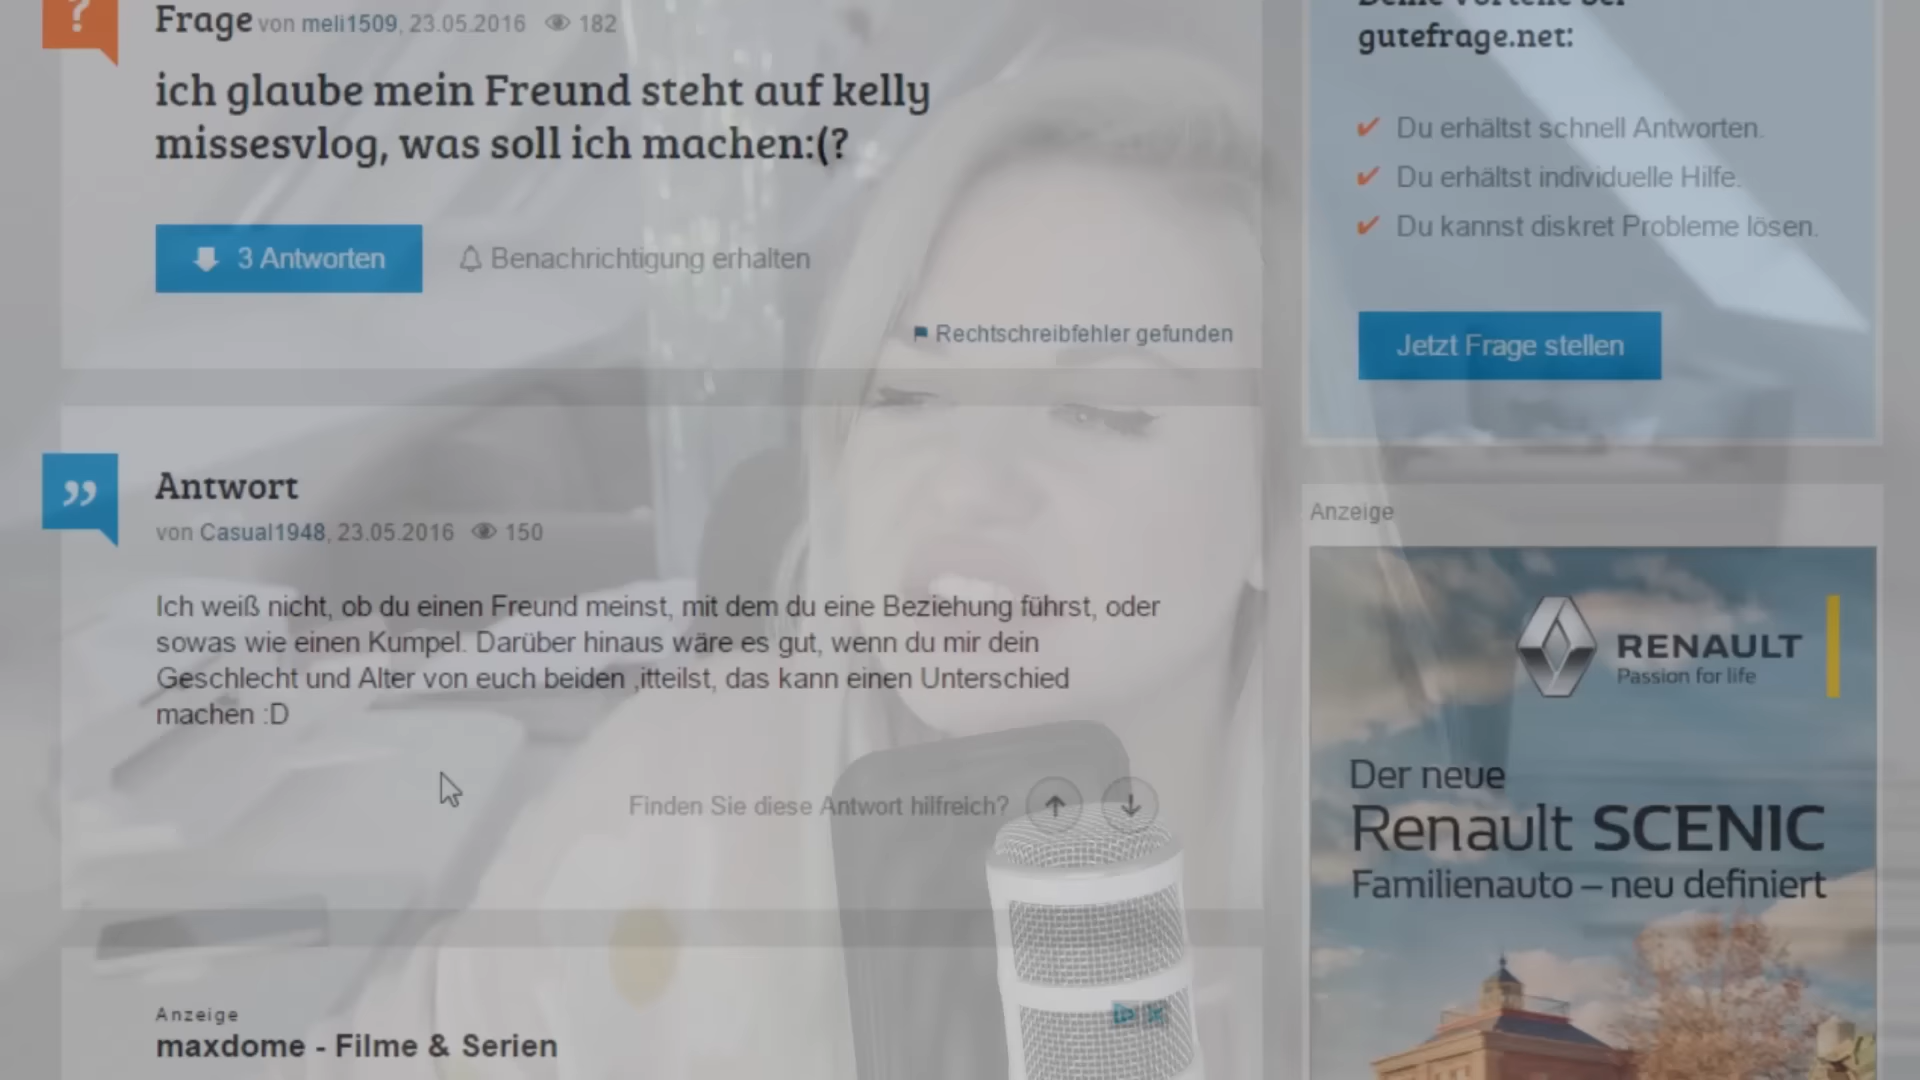 ?
Frage von meli1509, 23.05.2016 182
ich glaube mein Freund steht auf kelly
missesvlog, was soll ich machen:(?
3 Antworten
Benachrichtigung erhalten
Rechtschreibfehler gefunden
Antwort
von Casual1948, 23.05.2016 150
Ich weiß nicht, ob du einen Freund meinst, mit dem du eine Beziehung führst, oder
sowas wie einen Kumpel. Darüber hinaus wäre es gut, wenn du mir dein
Geschlecht und Alter von euch beiden ,itteilst, das kann einen Unterschied
machen :D
Finden Sie diese Antwort hilfreich?
Anzeige
maxdome - Filme & Serien
Deine Vorteile bei
gutefrage.net:
Du erhältst schnell Antworten.
Du erhältst individuelle Hilfe.
Du kannst diskret Probleme lösen.
Jetzt Frage stellen
Anzeige
RENAULT
Passion for life
Der neue
Renault SCENIC
Familienauto – neu definiert